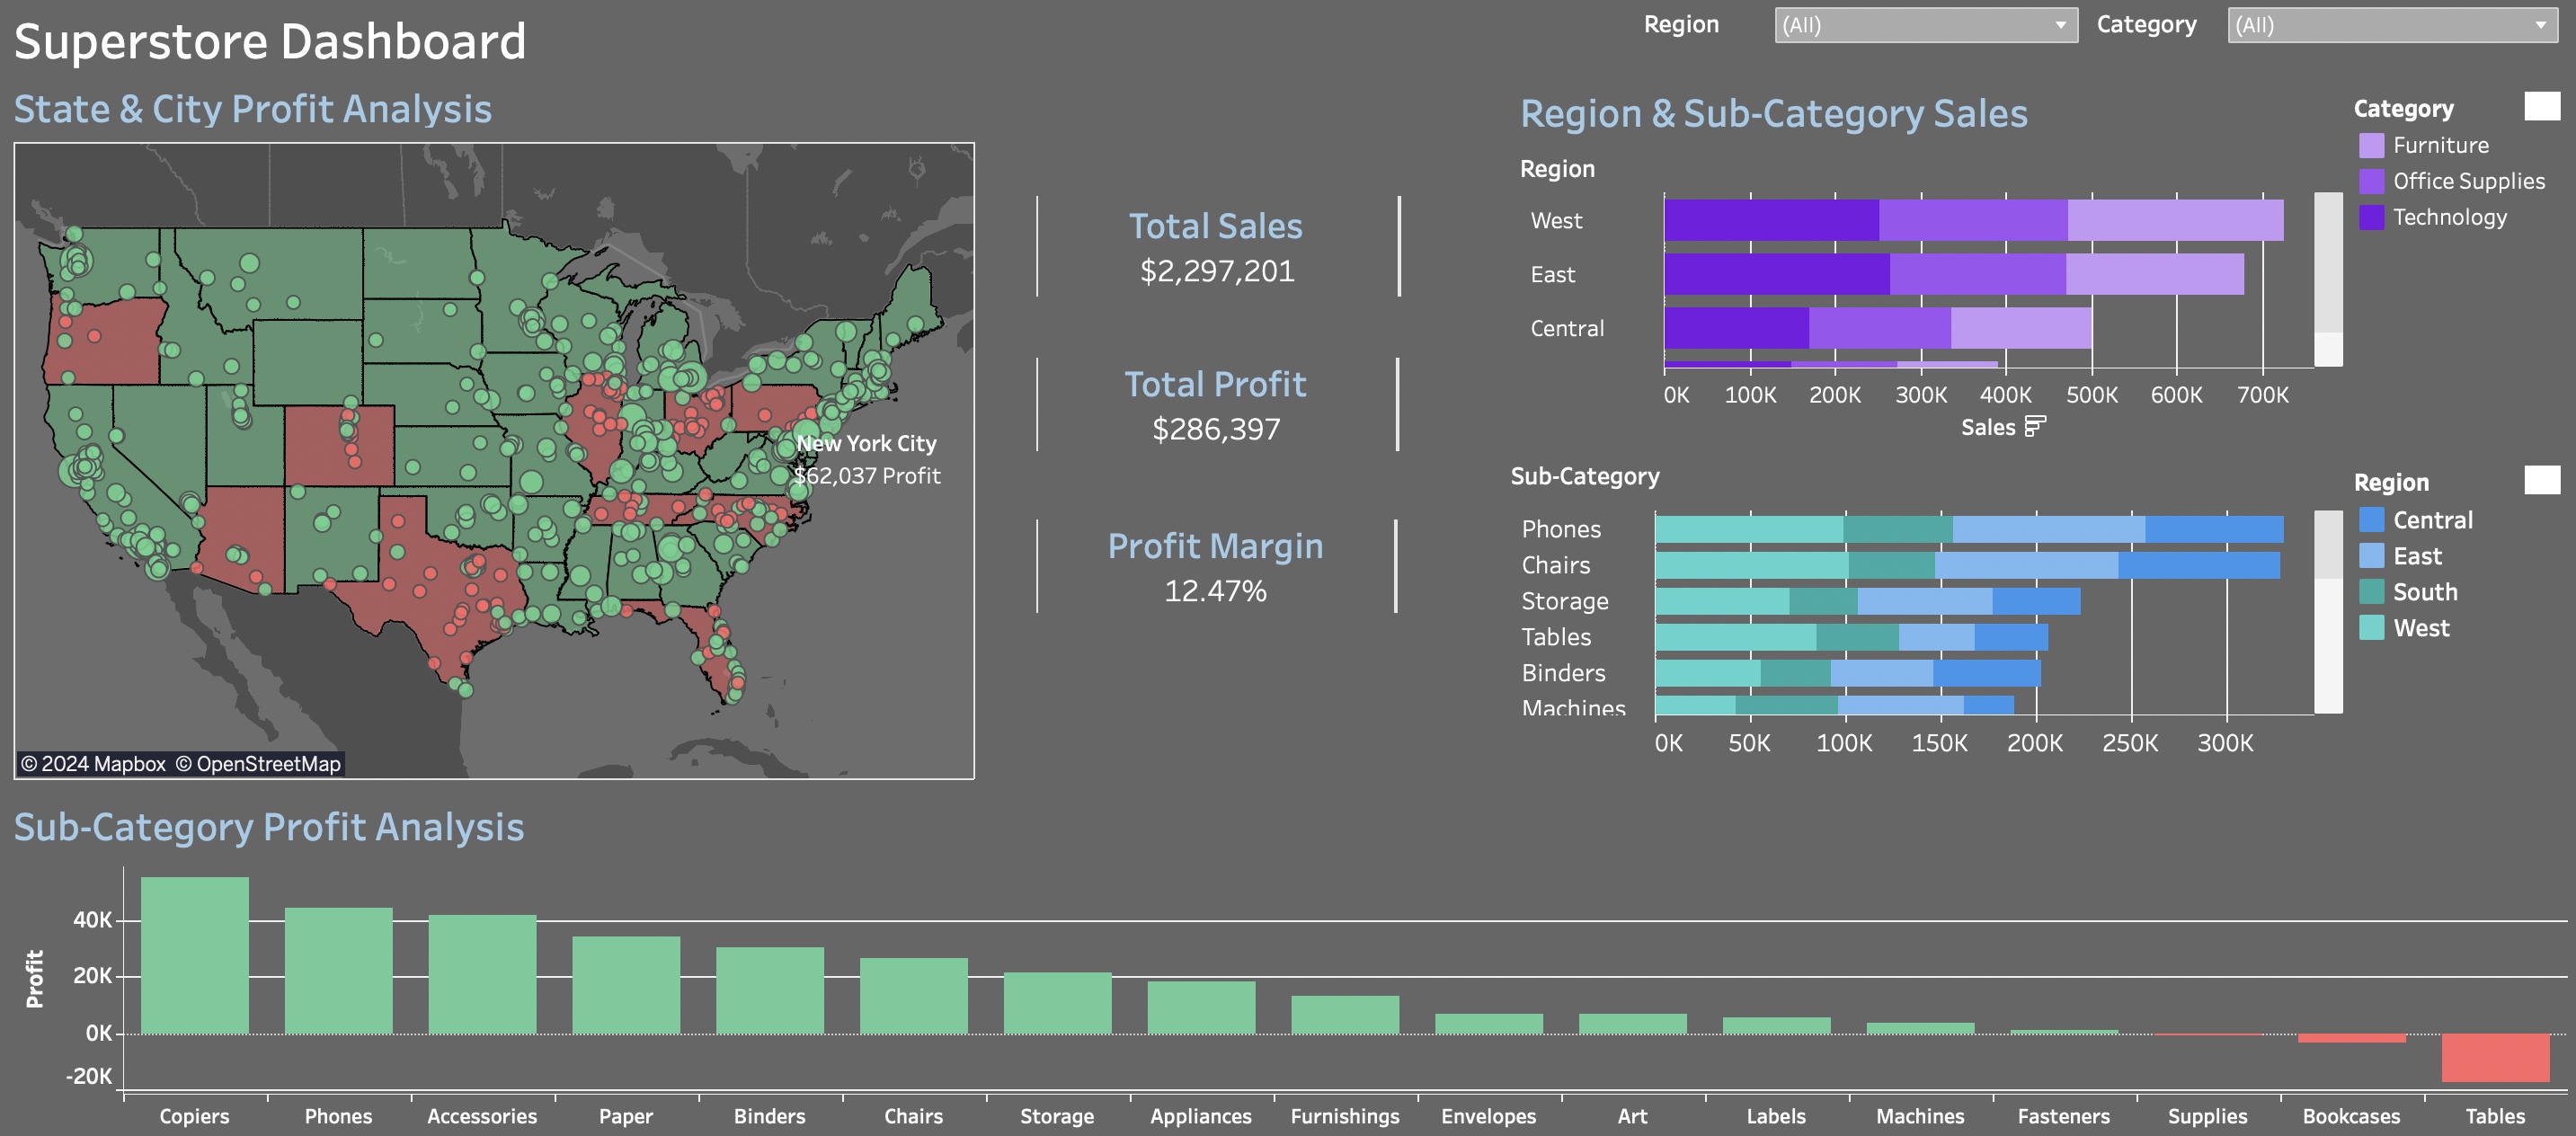 Superstore Dashboard
Region (All) Category (All)
State & City Profit Analysis
New York City
$62,037 Profit
© 2024 Mapbox © OpenStreetMap
Total Sales
$2,297,201
Total Profit
$286,397
Profit Margin
12.47%
Region & Sub-Category Sales
Region
West
East
Central
0K 100K 200K 300K 400K 500K 600K 700K
Sales
Category
Furniture
Office Supplies
Technology
Sub-Category
Phones
Chairs
Storage
Tables
Binders
Machines
0K 50K 100K 150K 200K 250K 300K
Region
Central
East
South
West
Sub-Category Profit Analysis
Profit
40K
20K
0K
-20K
Copiers Phones Accessories Paper Binders Chairs Storage Appliances Furnishings Envelopes Art Labels Machines Fasteners Supplies Bookcases Tables